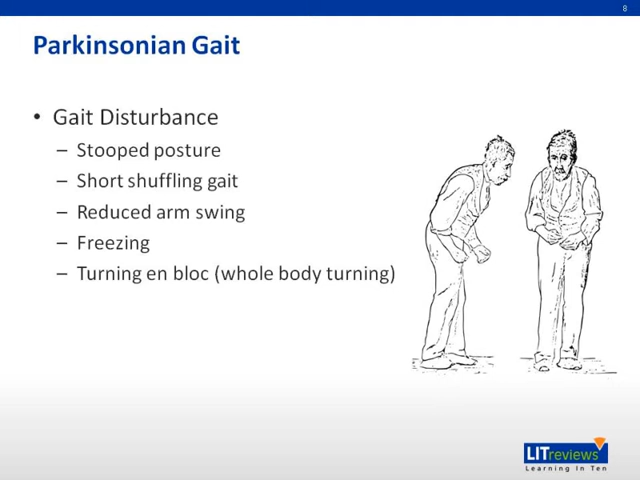 8
Parkinsonian Gait
• Gait Disturbance
– Stooped posture
– Short shuffling gait
– Reduced arm swing
– Freezing
– Turning en bloc (whole body turning)
LITreviews
Learning In Ten